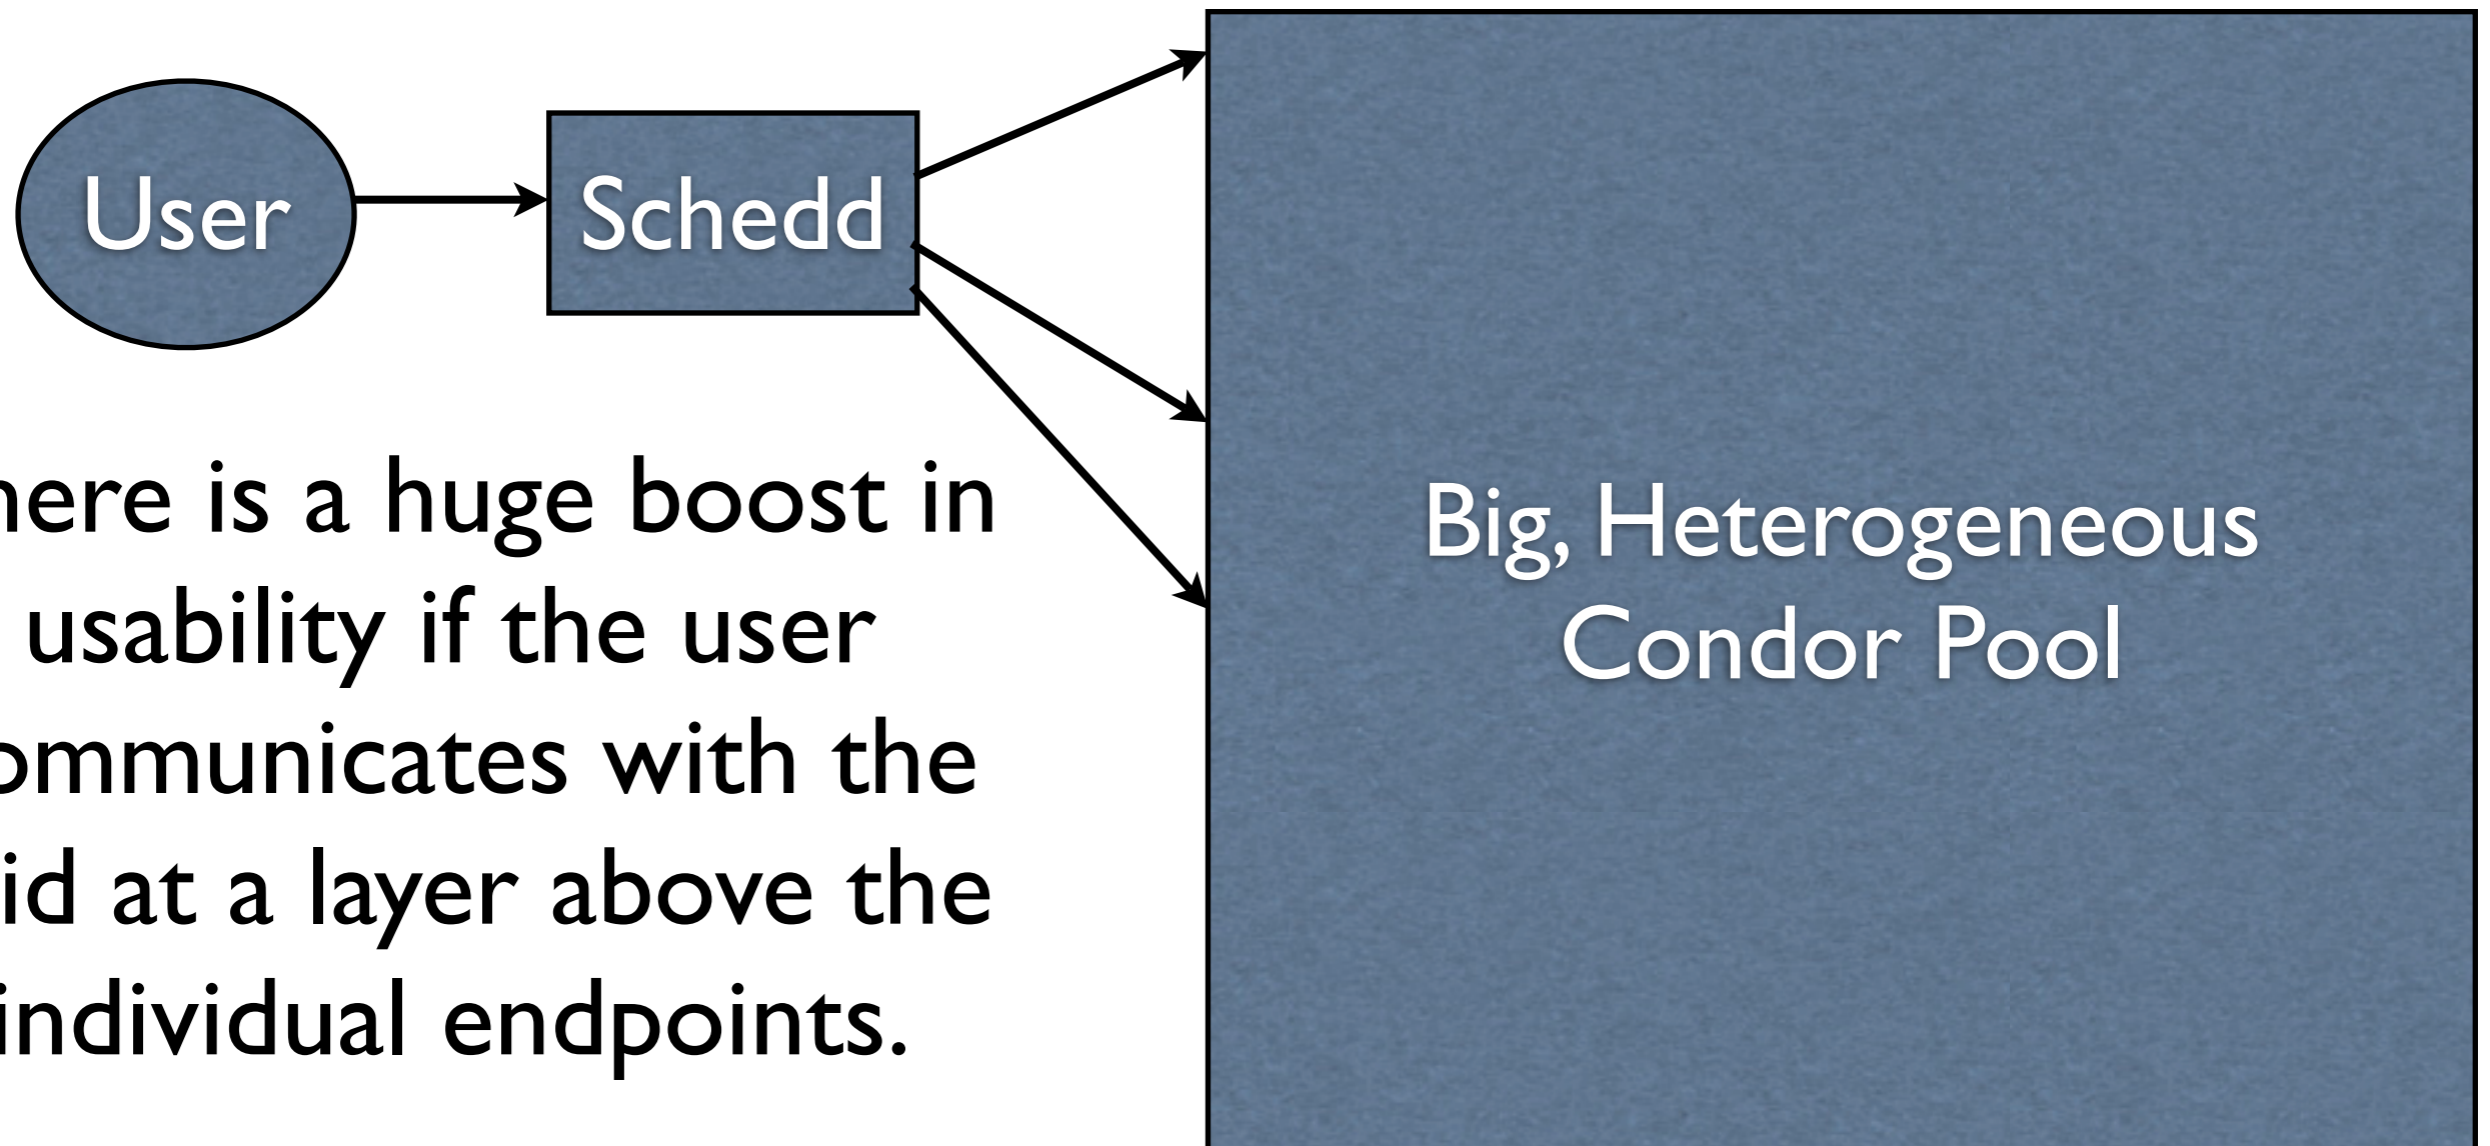 User
Schedd
here is a huge boost in
usability if the user
ommunicates with the
id at a layer above the
individual endpoints.
Big, Heterogeneous
Condor Pool